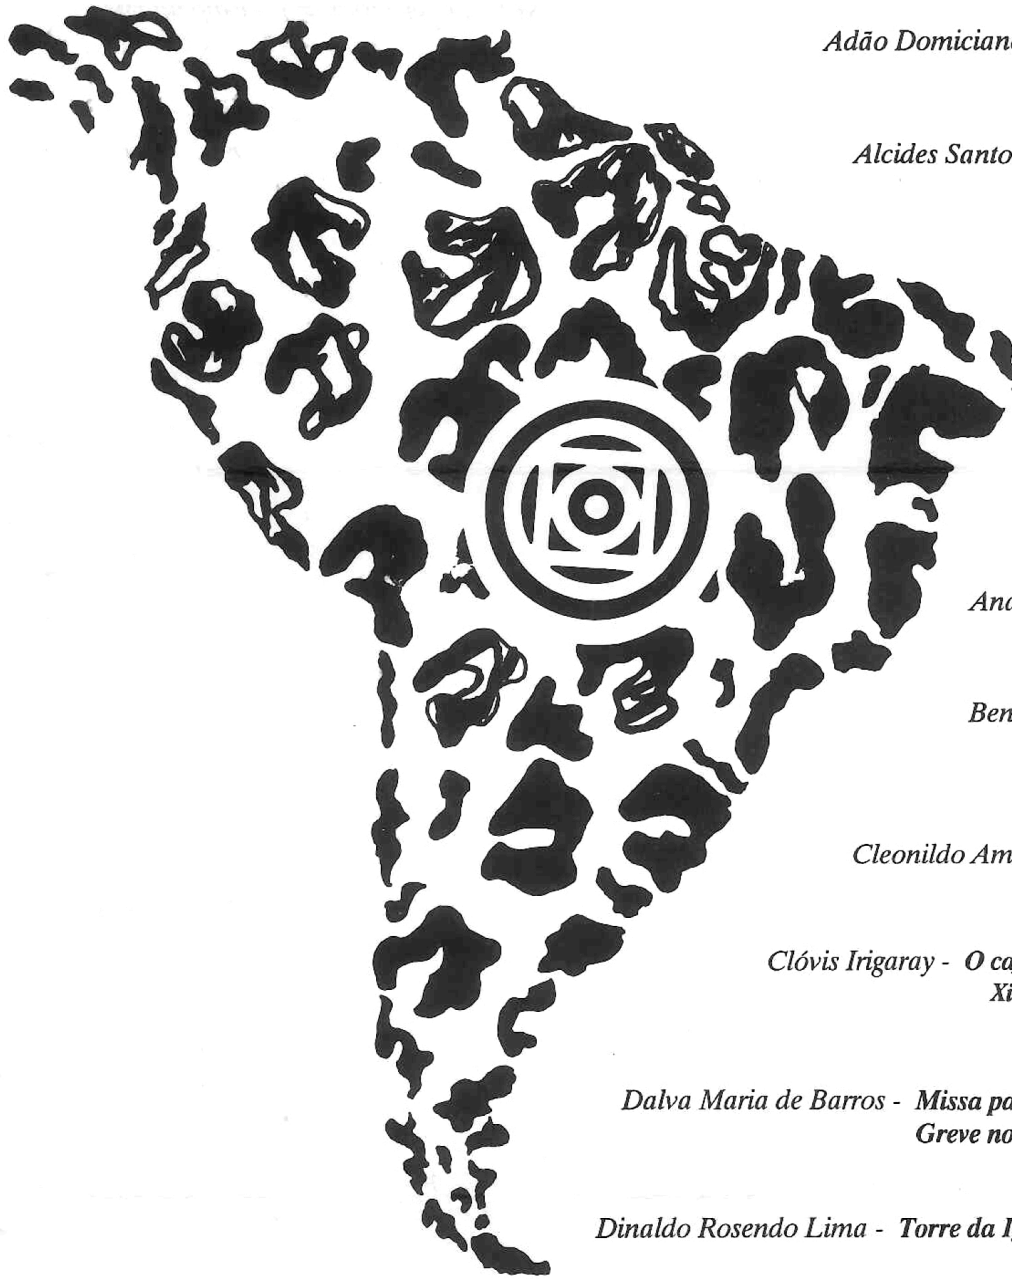 Adão Domiciano
Alcides Santo
And
Ben
Cleonildo Am
Clóvis Irigaray - O ca
Xi
Dalva Maria de Barros - Missa pa
Greve no
Dinaldo Rosendo Lima - Torre da I